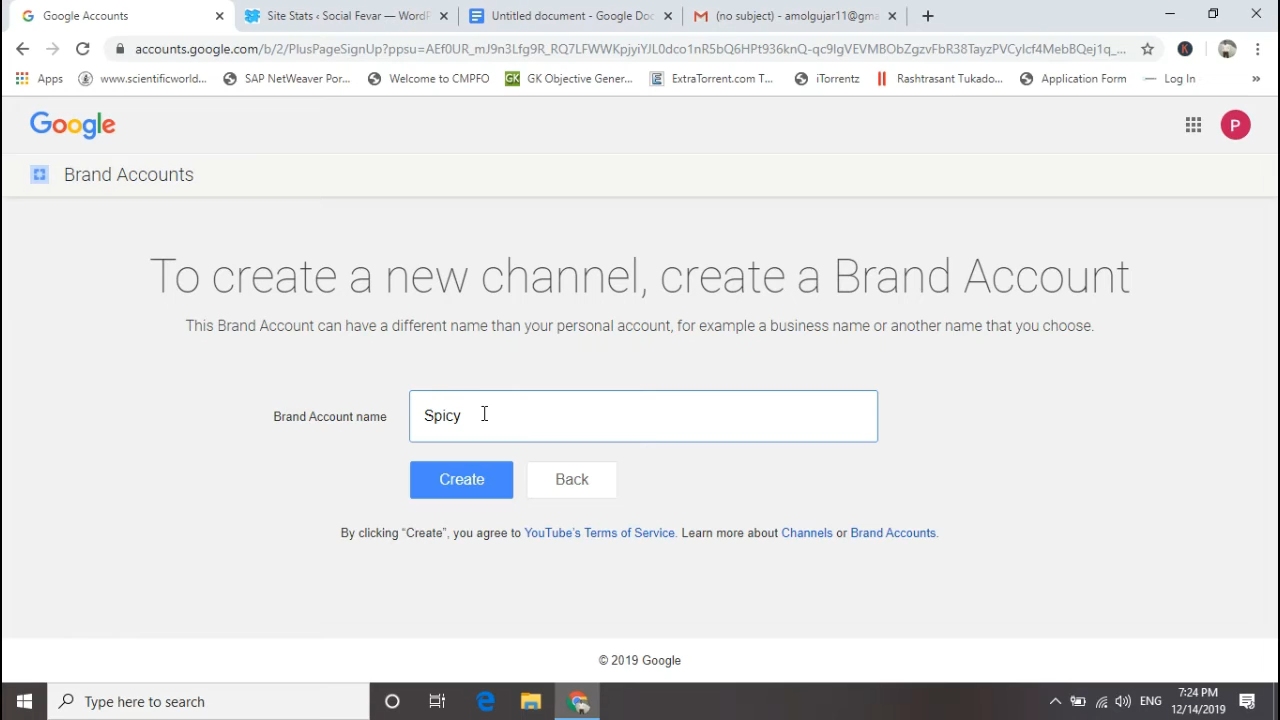 Google Accounts
Site Stats ‹ Social Fevar — WordP
Untitled document - Google Doc
(no subject) - amolgujar11@gma
accounts.google.com/b/2/PlusPageSignUp?ppsu=
Apps
www.scientificworld...
SAP NetWeaver Por...
Welcome to CMPFO
GK
GK Objective Gener...
ExtraTorrent.com T...
iTorrentz
Rashtrasant Tukado...
Application Form
Log In
»
Google
P
Brand Accounts
To create a new channel, create a Brand Account
This Brand Account can have a different name than your personal account, for example a business name or another name that you choose.
Brand Account name
Spicy
Create
Back
By clicking “Create”, you agree to YouTube's Terms of Service. Learn more about Channels or Brand Accounts.
© 2019 Google
Type here to search
ENG
7:24 PM
12/14/2019